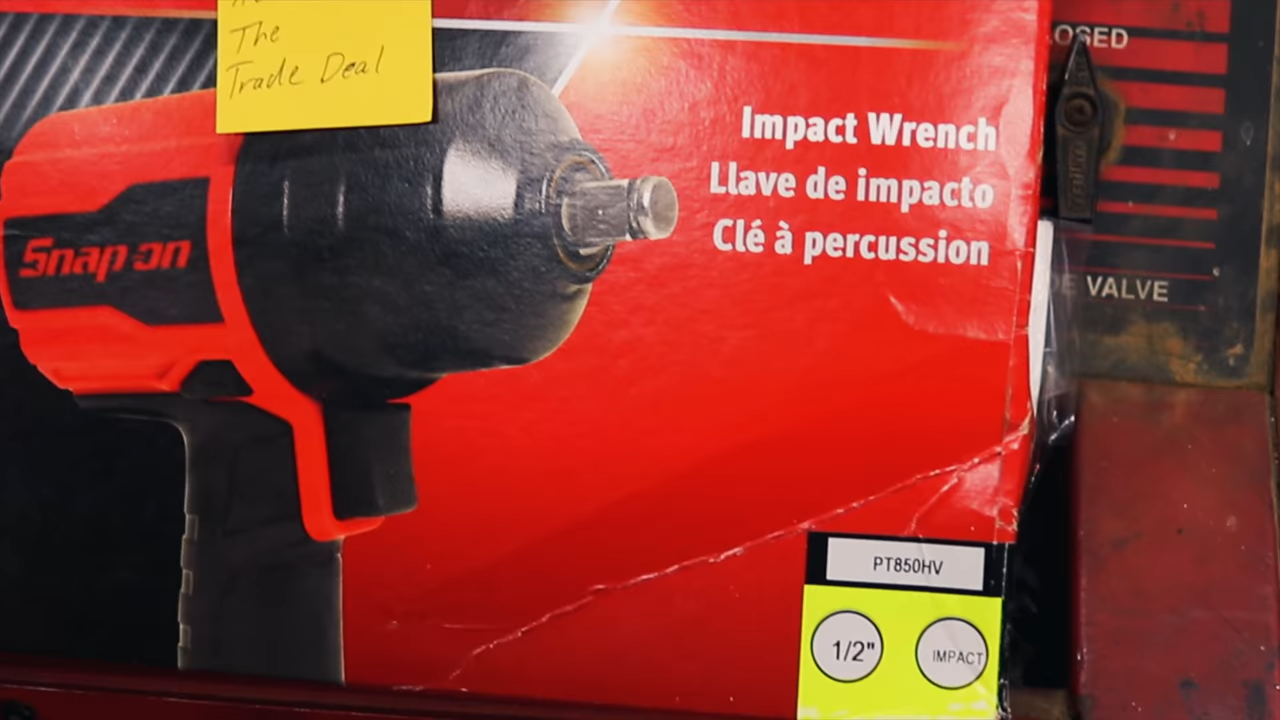 The
Trade Deal
Snap-on
Impact Wrench
Llave de impacto
Clé à percussion
OSED
VALVE
PT850HV
1/2"
IMPACT